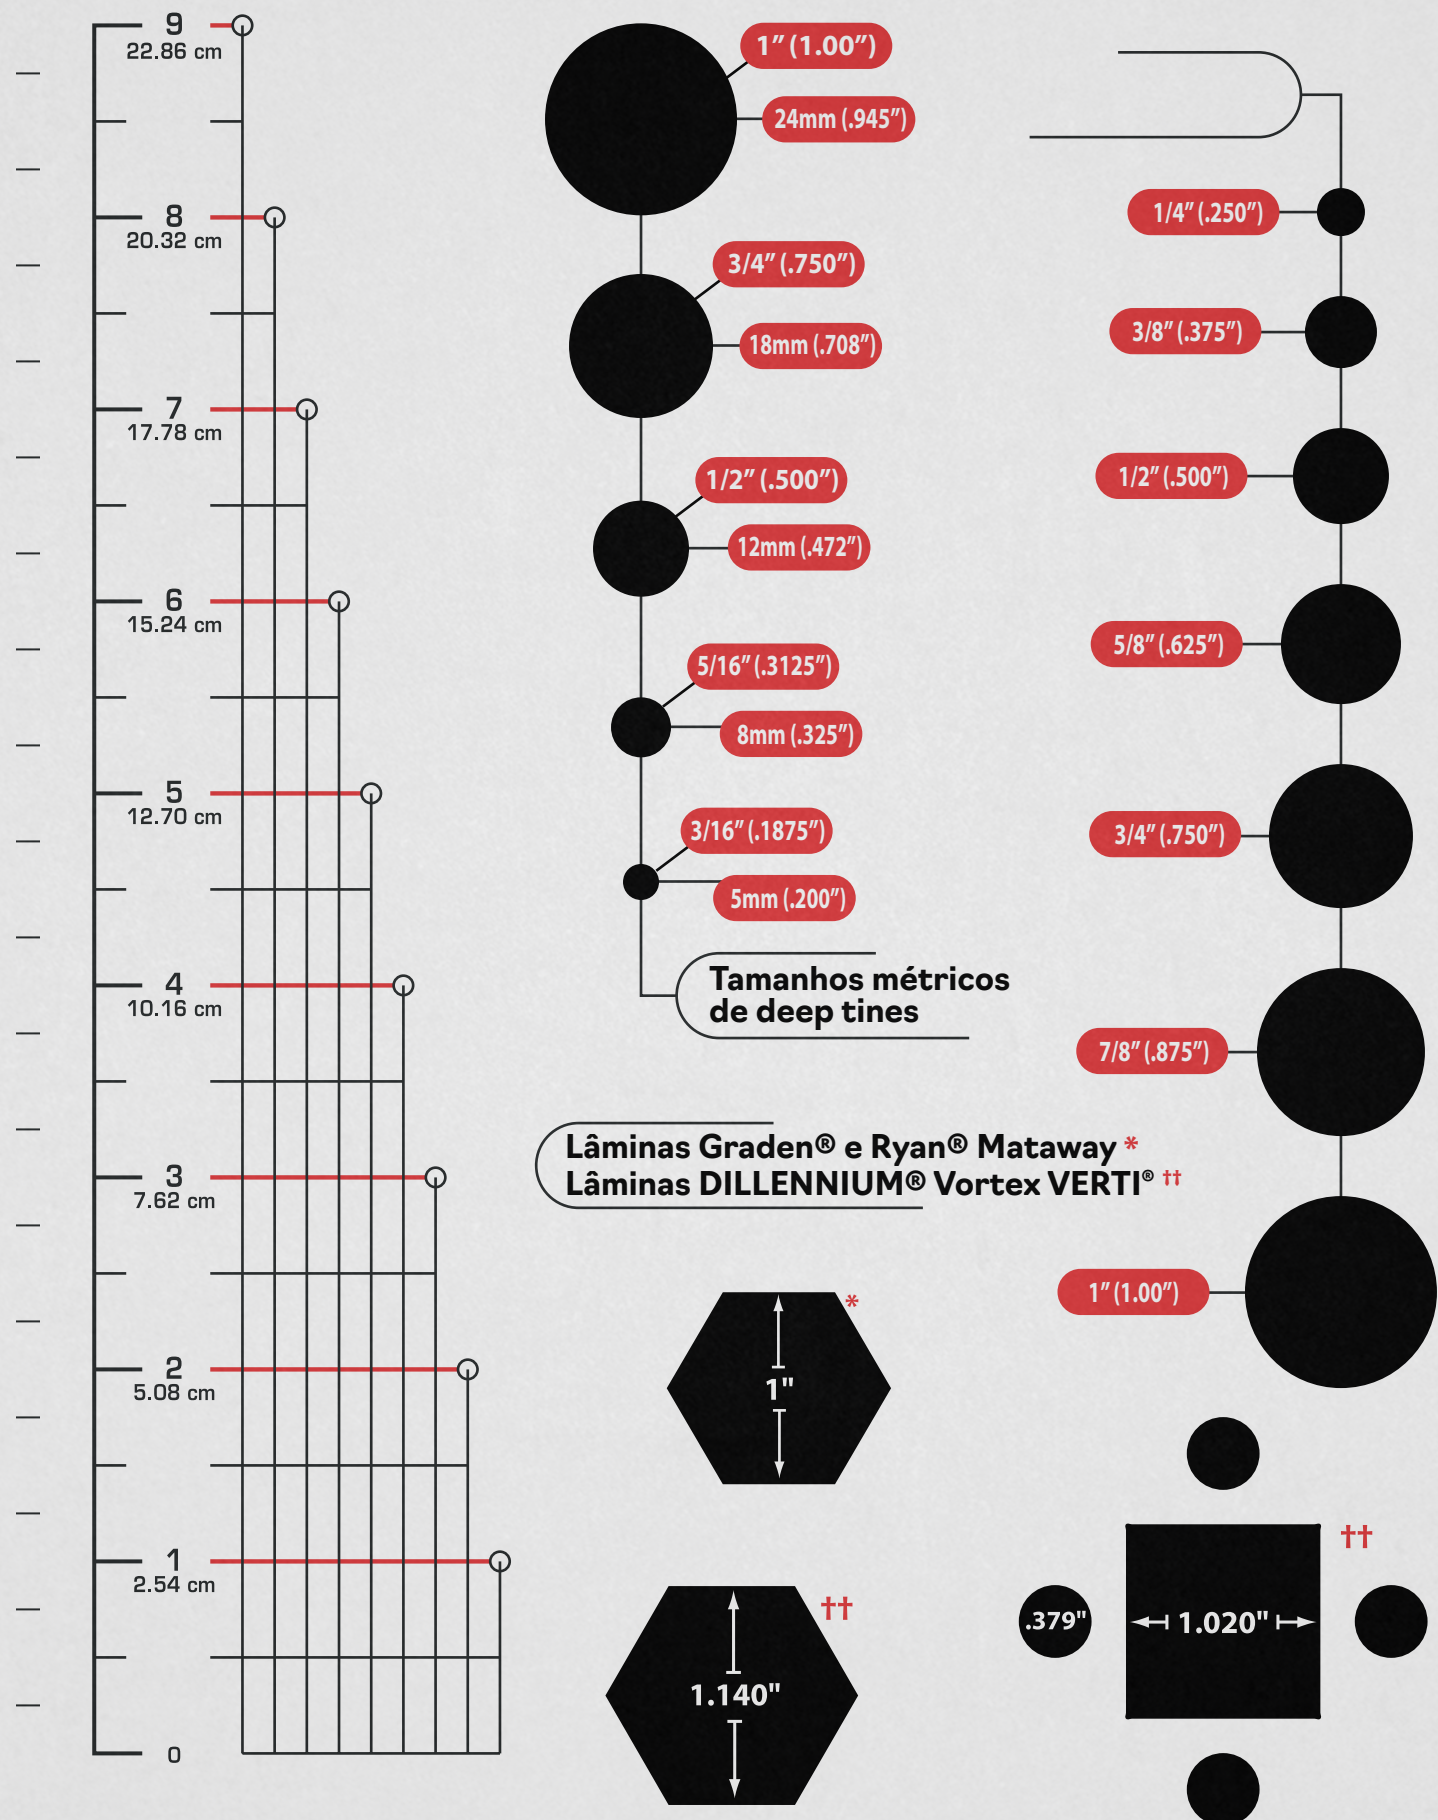 9
22.86 cm
8
20.32 cm
7
17.78 cm
6
15.24 cm
5
12.70 cm
4
10.16 cm
3
7.62 cm
2
5.08 cm
1
2.54 cm
0
1” (1.00”)
24mm (.945”)
3/4” (.750”)
18mm (.708”)
1/2” (.500”)
12mm (.472”)
5/16” (.3125”)
8mm (.325”)
3/16” (.1875”)
5mm (.200”)
Tamanhos métricos
de deep tines
1/4” (.250”)
3/8” (.375”)
1/2” (.500”)
5/8” (.625”)
3/4” (.750”)
7/8” (.875”)
1” (1.00”)
Lâminas Graden® e Ryan® Mataway *
Lâminas DILLENNIUM® Vortex VERTI® ††
*
1"
††
1.140"
††
.379"
1.020"